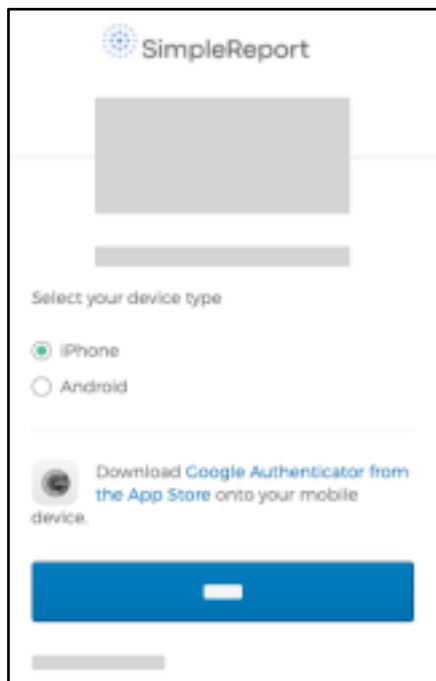 SimpleReport
Select your device type
iPhone
Android
Download Google Authenticator from
the App Store onto your mobile
device.